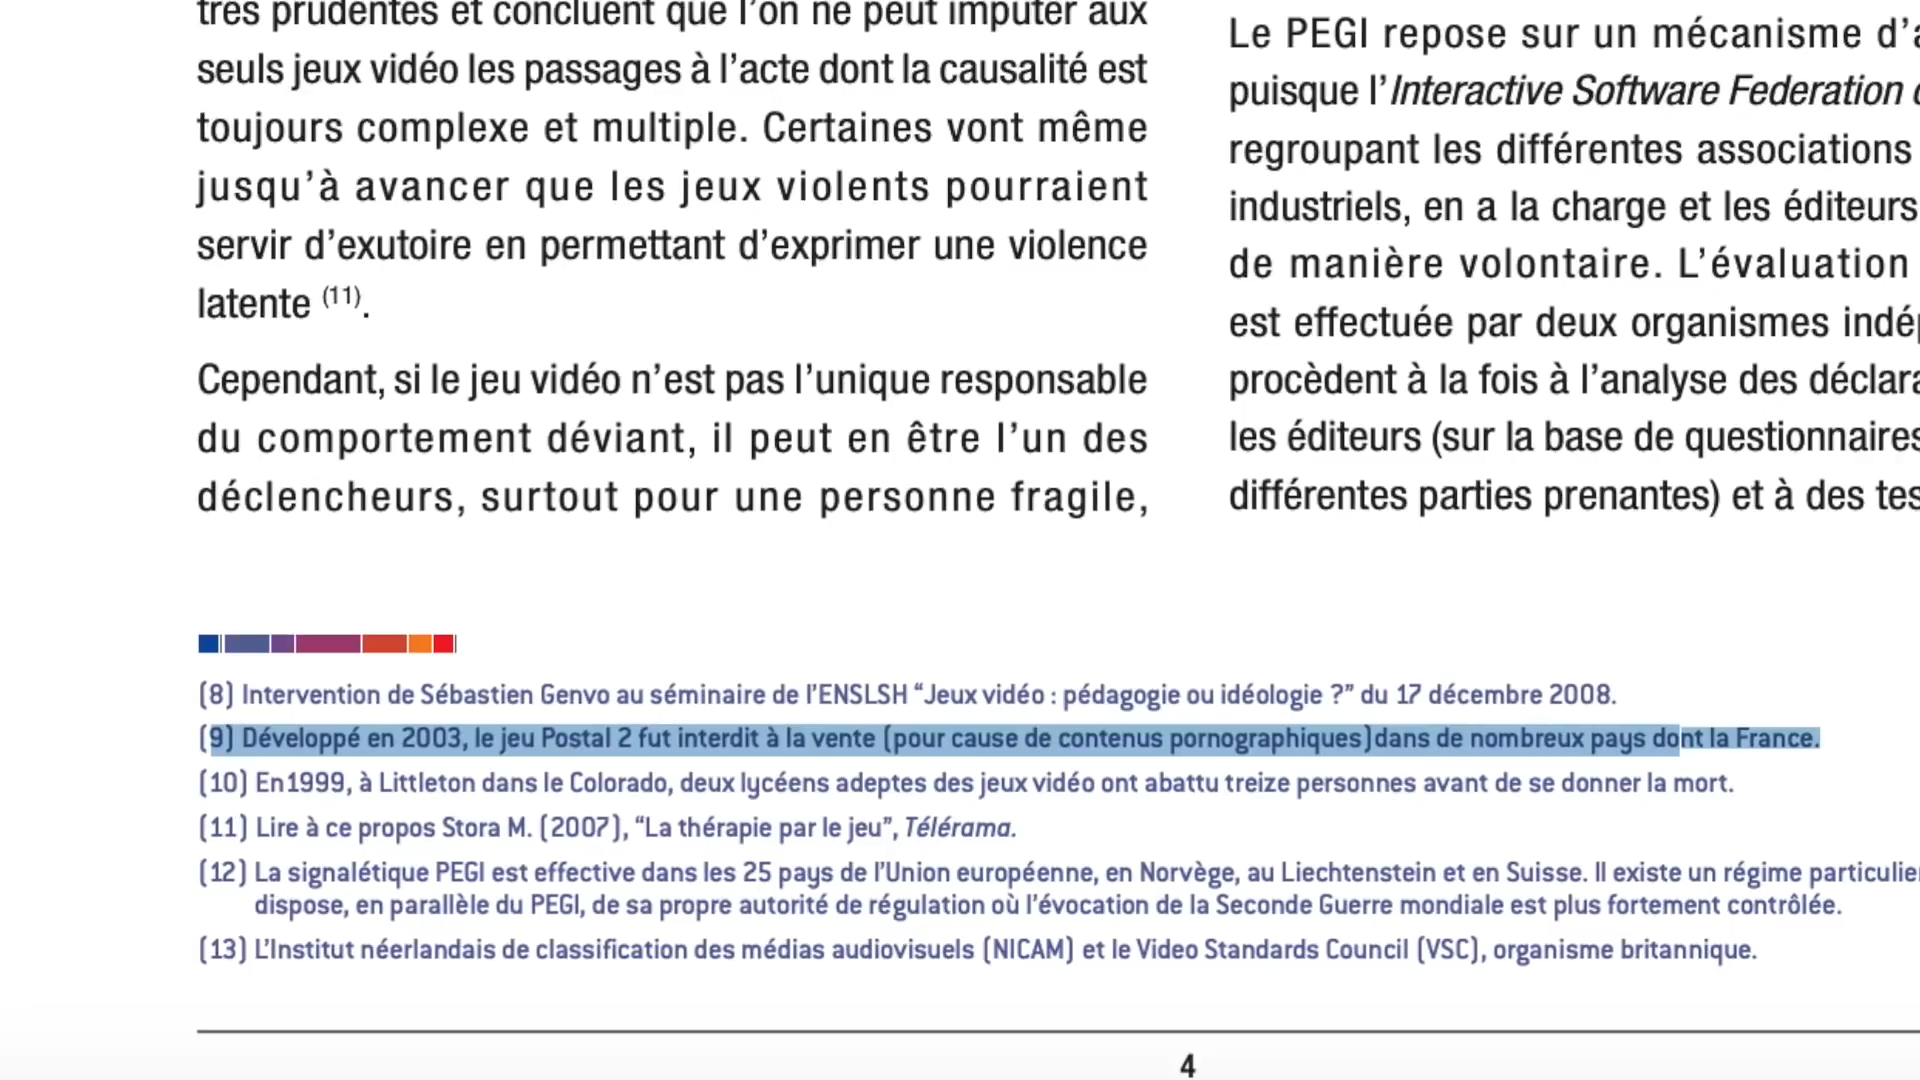 très prudentes et concluent que l'on ne peut imputer aux
seuls jeux vidéo les passages à l'acte dont la causalité est
toujours complexe et multiple. Certaines vont même
jusqu'à avancer que les jeux violents pourraient
servir d'exutoire en permettant d'exprimer une violence
latente (11).
Cependant, si le jeu vidéo n'est pas l'unique responsable
du comportement déviant, il peut en être l'un des
déclencheurs, surtout pour une personne fragile,
Le PEGI repose sur un mécanisme
puisque l'Interactive Software Federation
regroupant les différentes associations
industriels, en a la charge et les éditeurs
de manière volontaire. L'évaluation
est effectuée par deux organismes
procèdent à la fois à l'analyse des
les éditeurs (sur la base de questionnaires
différentes parties prenantes) et à des
(8) Intervention de Sébastien Genvo au séminaire de l'ENSLSH “Jeux vidéo : pédagogie ou idéologie ?” du 17 décembre 2008.
(9) Développé en 2003, le jeu Postal 2 fut interdit à la vente (pour cause de contenus pornographiques)dans de nombreux pays dont la France.
(10) En1999, à Littleton dans le Colorado, deux lycéens adeptes des jeux vidéo ont abattu treize personnes avant de se donner la mort.
(11) Lire à ce propos Stora M. (2007), “La thérapie par le jeu”, Télérama.
(12) La signalétique PEGI est effective dans les 25 pays de l'Union européenne, en Norvège, au Liechtenstein et en Suisse. Il existe un régime particulier
dispose, en parallèle du PEGI, de sa propre autorité de régulation où l'évocation de la Seconde Guerre mondiale est plus fortement contrôlée.
(13) L'Institut néerlandais de classification des médias audiovisuels (NICAM) et le Video Standards Council (VSC), organisme britannique.
4